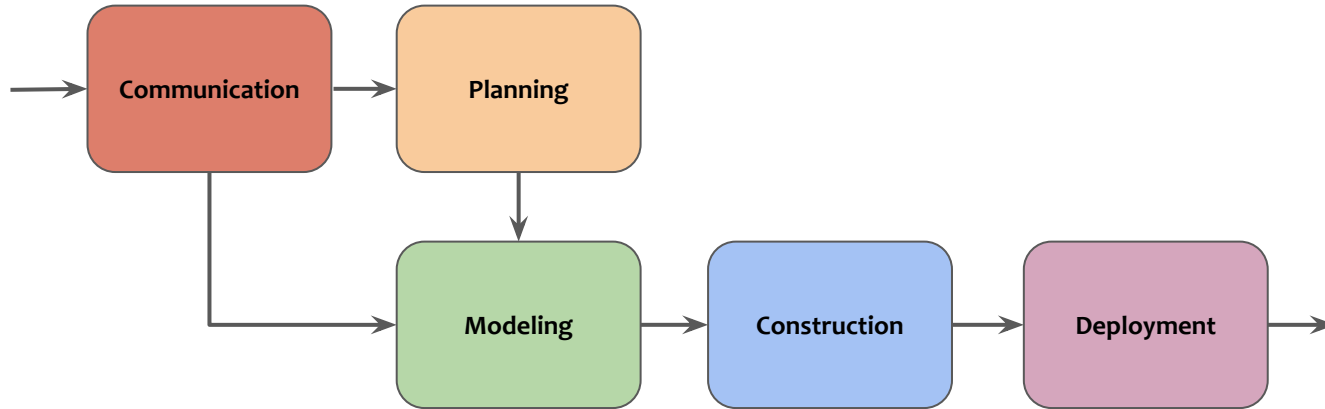 Communication
Planning
Modeling
Construction
Deployment